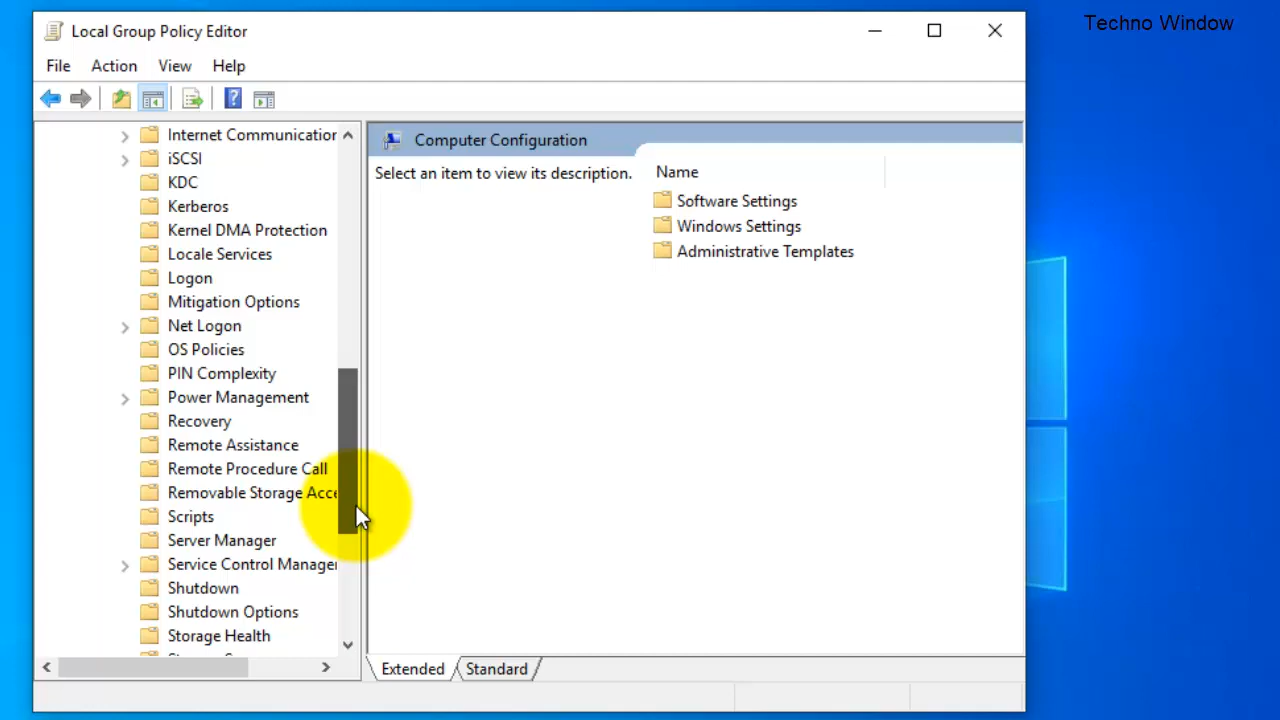 Techno Window
Local Group Policy Editor
File Action View Help
Internet Communication
iSCSI
KDC
Kerberos
Kernel DMA Protection
Locale Services
Logon
Mitigation Options
Net Logon
OS Policies
PIN Complexity
Power Management
Recovery
Remote Assistance
Remote Procedure Call
Removable Storage Acce
Scripts
Server Manager
Service Control Manager
Shutdown
Shutdown Options
Storage Health
Computer Configuration
Select an item to view its description.
Name
Software Settings
Windows Settings
Administrative Templates
Extended Standard